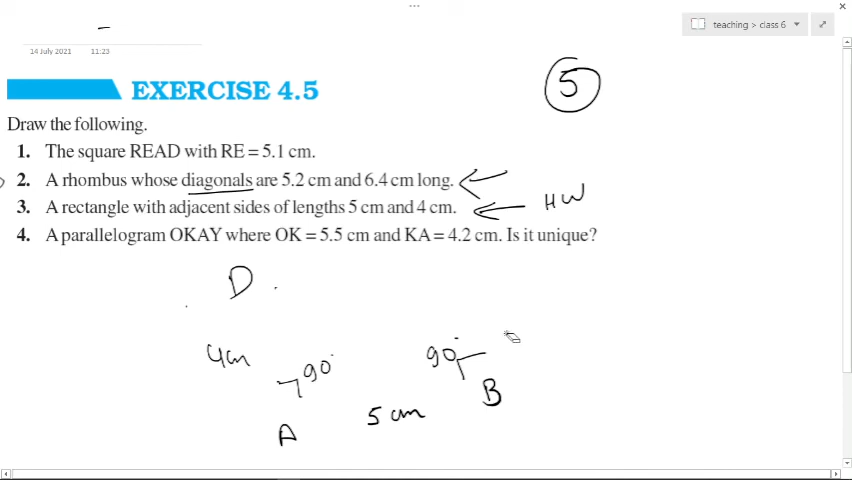 teaching > class 6
14 July 2021 11:23
EXERCISE 4.5
5
Draw the following.
1. The square READ with RE = 5.1 cm.
2. A rhombus whose diagonals are 5.2 cm and 6.4 cm long.
3. A rectangle with adjacent sides of lengths 5 cm and 4 cm.
HW
4. A parallelogram OKAY where OK = 5.5 cm and KA = 4.2 cm. Is it unique?
D
4cm 90° 90°
5 cm B
A